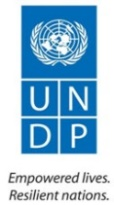 U N
D P
Empowered lives.
Resilient nations.